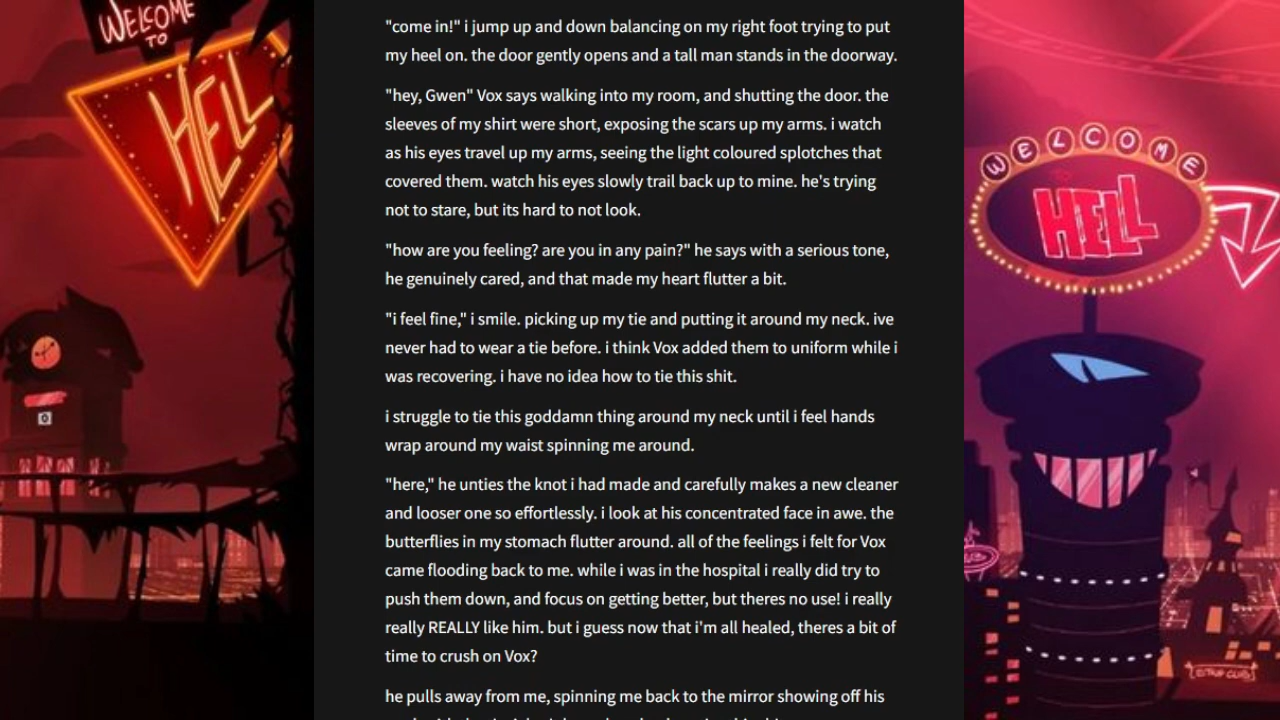 WELCOME
TO
HELL
"come in!" i jump up and down balancing on my right foot trying to put
my heel on. the door gently opens and a tall man stands in the doorway.
"hey, Gwen" Vox says walking into my room, and shutting the door. the
sleeves of my shirt were short, exposing the scars up my arms. i watch
as his eyes travel up my arms, seeing the light coloured splotches that
covered them. watch his eyes slowly trail back up to mine. he's trying
not to stare, but its hard to not look.
"how are you feeling? are you in any pain?" he says with a serious tone,
he genuinely cared, and that made my heart flutter a bit.
"i feel fine," i smile. picking up my tie and putting it around my neck. ive
never had to wear a tie before. i think Vox added them to uniform while i
was recovering. i have no idea how to tie this shit.
i struggle to tie this goddamn thing around my neck until i feel hands
wrap around my waist spinning me around.
"here," he unties the knot i had made and carefully makes a new cleaner
and looser one so effortlessly. i look at his concentrated face in awe. the
butterflies in my stomach flutter around. all of the feelings i felt for Vox
came flooding back to me. while i was in the hospital i really did try to
push them down, and focus on getting better, but theres no use! i really
really REALLY like him. but i guess now that i'm all healed, theres a bit of
time to crush on Vox?
he pulls away from me, spinning me back to the mirror showing off his
WELCOME
TO
HELL